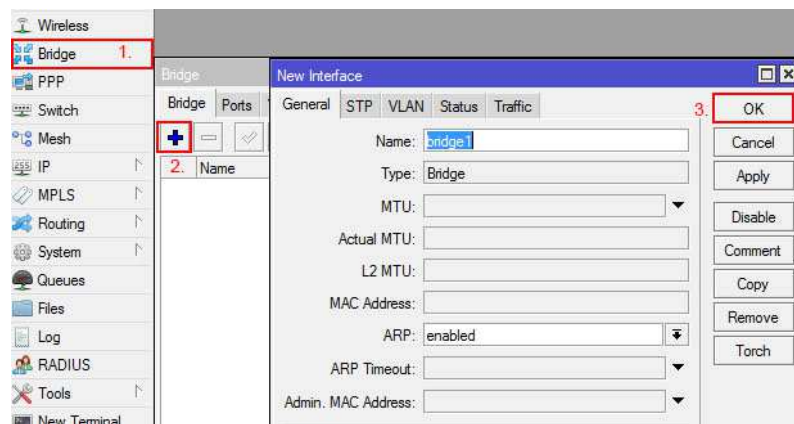 Wireless
Bridge 1.
PPP
Switch
Mesh
IP
MPLS
Routing
System
Queues
Files
Log
RADIUS
Tools
New Terminal
Bridge
Bridge Ports
2. Name
New Interface
General STP VLAN Status Traffic
Name: bridge1
Type: Bridge
MTU:
Actual MTU:
L2 MTU:
MAC Address:
ARP: enabled
ARP Timeout:
Admin. MAC Address:
3. OK
Cancel
Apply
Disable
Comment
Copy
Remove
Torch